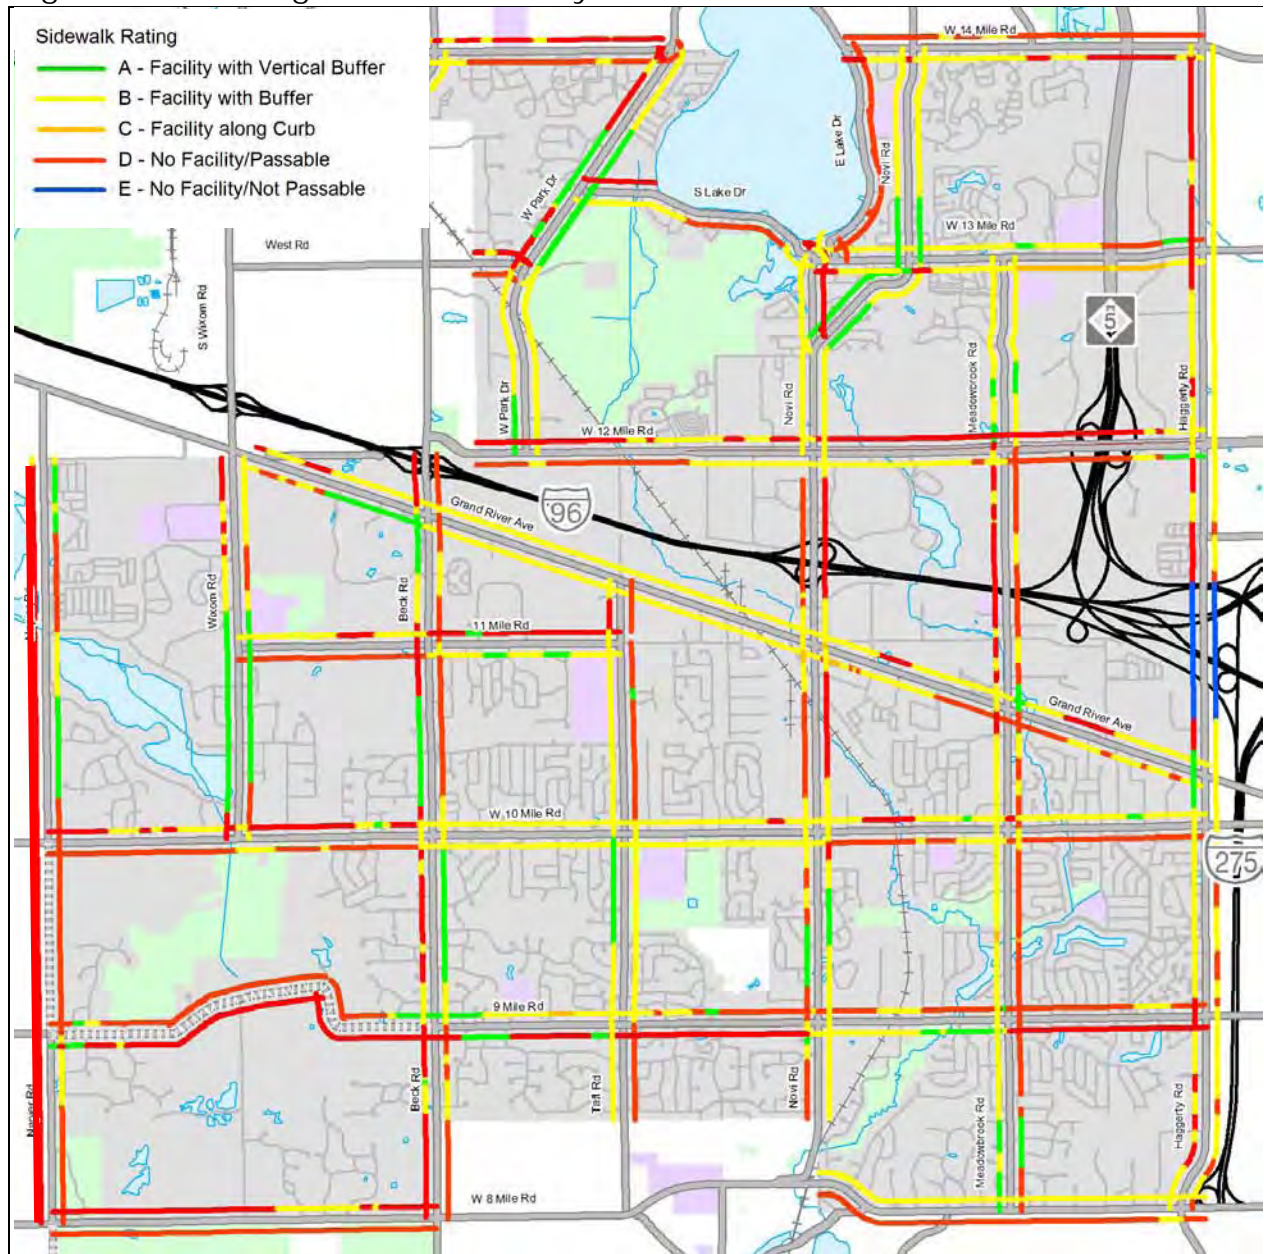 Sidewalk Rating
A - Facility with Vertical Buffer
B - Facility with Buffer
C - Facility along Curb
D - No Facility/Passable
E - No Facility/Not Passable
W 14 Mile Rd
E Lake Dr
Novi Rd
W Park Dr
S Lake Dr
W 13 Mile Rd
West Rd
S Wixom Rd
5
Meadowbrook Rd
Haggerty Rd
W Park Dr
Novi Rd
W 12 Mile Rd
96
Grand River Ave
Wixom Rd
Beck Rd
11 Mile Rd
Grand River Ave
W 10 Mile Rd
275
9 Mile Rd
Beck Rd
Taft Rd
Novi Rd
Meadowbrook Rd
Haggerty Rd
W 8 Mile Rd